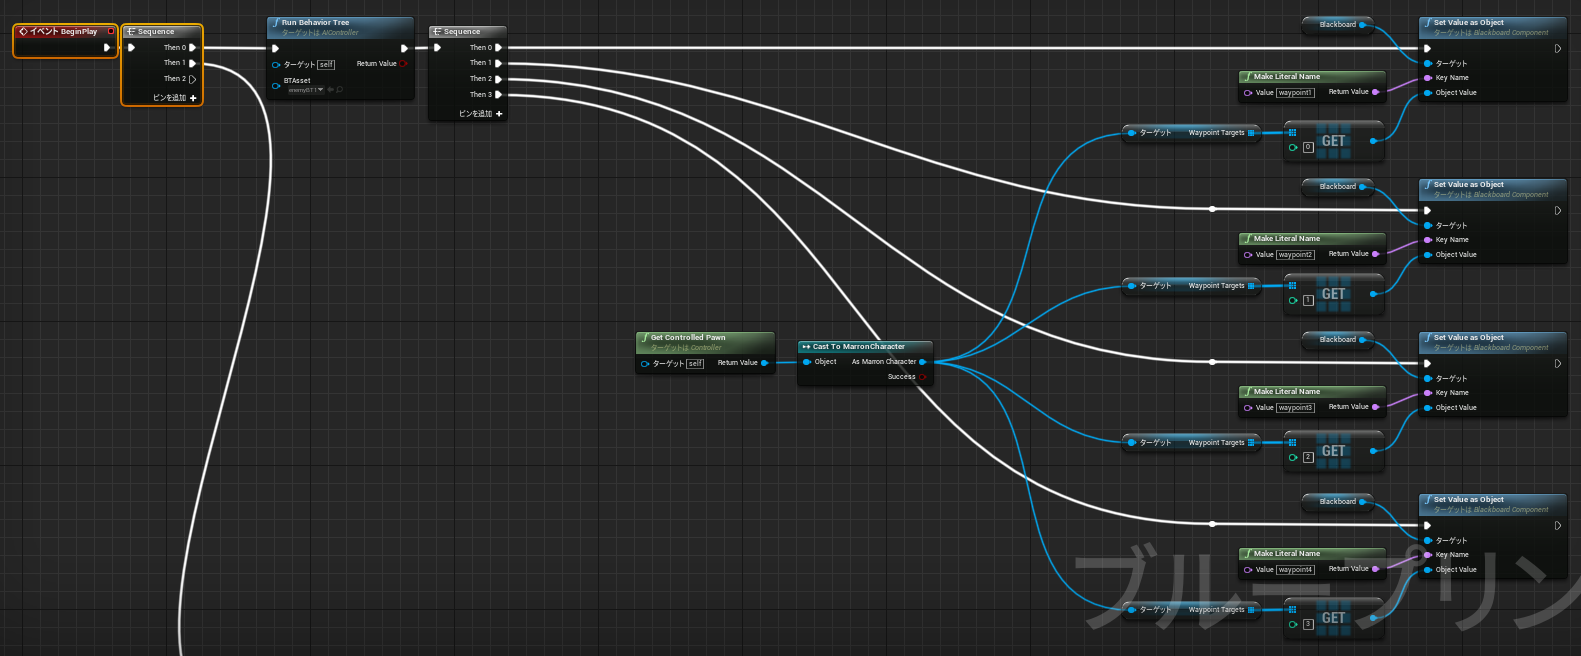 イベント BeginPlay
Sequence
Then 0
Then 1
Then 2
ピンを追加
Run Behavior Tree
ターゲットは AIController
ターゲット self
Return Value
BTAsset
Sequence
Then 0
Then 1
Then 2
Then 3
ピンを追加
Get Controlled Pawn
ターゲットは Controller
ターゲット self
Return Value
Cast To MarronCharacter
Object
As Marron Character
Success
Blackboard
Set Value as Object
ターゲットは Blackboard Component
ターゲット
Key Name
Object Value
Make Literal Name
Value waypoint1
Return Value
ターゲット
Waypoint Targets
0
GET
Blackboard
Set Value as Object
ターゲットは Blackboard Component
ターゲット
Key Name
Object Value
Make Literal Name
Value waypoint2
Return Value
ターゲット
Waypoint Targets
1
GET
Blackboard
Set Value as Object
ターゲットは Blackboard Component
ターゲット
Key Name
Object Value
Make Literal Name
Value waypoint3
Return Value
ターゲット
Waypoint Targets
2
GET
Blackboard
Set Value as Object
ターゲットは Blackboard Component
ターゲット
Key Name
Object Value
Make Literal Name
Value waypoint4
Return Value
ターゲット
Waypoint Targets
3
GET
ブループリン